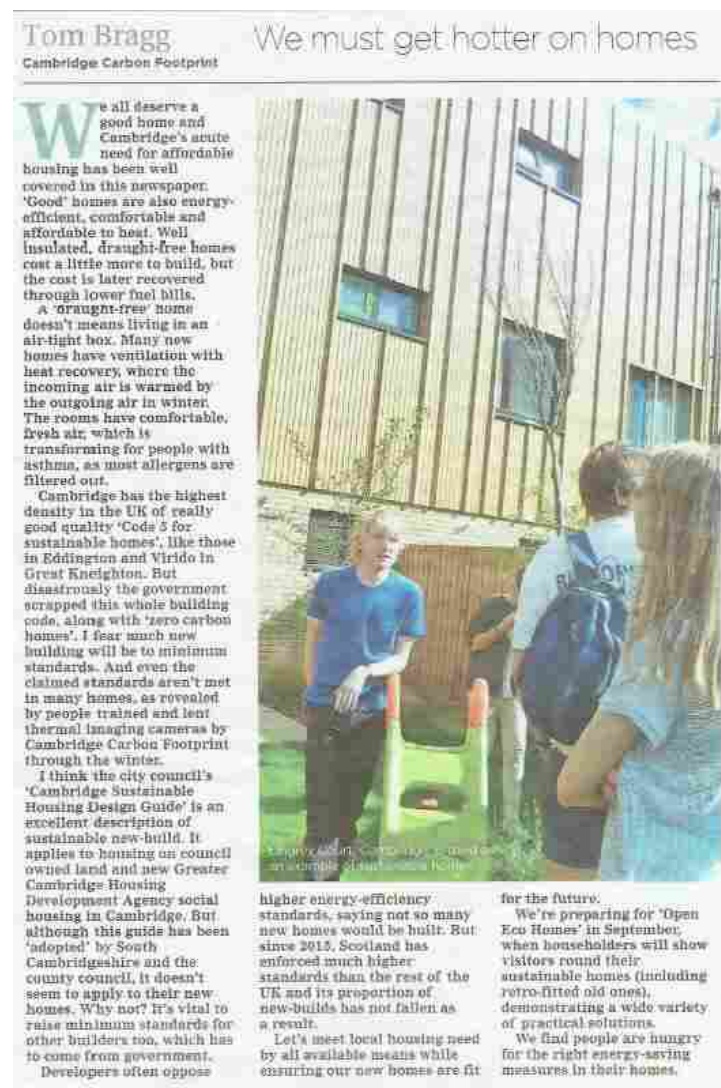 Tom Bragg
Cambridge Carbon Footprint
We must get hotter on homes
We all deserve a
good home and
Cambridge's acute
need for affordable
housing has been well
covered in this newspaper.
'Good' homes are also energy-
efficient, comfortable and
affordable to heat. Well
insulated, draught-free homes
cost a little more to build, but
the cost is later recovered
through lower fuel bills.
A 'draught-free' home
doesn't means living in an
air-tight box. Many new
homes have ventilation with
heat recovery, where the
incoming air is warmed by
the outgoing air in winter.
The rooms have comfortable,
fresh air, which is
transforming for people with
asthma, as most allergens are
filtered out.
Cambridge has the highest
density in the UK of really
good quality 'Code 5 for
sustainable homes', like those
in Eddington and Virido in
Great Kneighton. But
disastrously the government
scrapped this whole building
code, along with 'zero carbon
homes'. I fear much new
building will be to minimum
standards. And even the
claimed standards aren't met
in many homes, as revealed
by people trained and lent
thermal imaging cameras by
Cambridge Carbon Footprint
through the winter.
I think the city council's
'Cambridge Sustainable
Housing Design Guide' is an
excellent description of
sustainable new-build. It
applies to housing on council
owned land and new Greater
Cambridge Housing
Development Agency social
housing in Cambridge. But
although this guide has been
'adopted' by South
Cambridgeshire and the
county council, it doesn't
seem to apply to their new
homes. Why not? It's vital to
raise minimum standards for
other builders too, which has
to come from government.
Developers often oppose
an example of sustainable homes
higher energy-efficiency
standards, saying not so many
new homes would be built. But
since 2015, Scotland has
enforced much higher
standards than the rest of the
UK and its proportion of
new-builds has not fallen as
a result.
Let's meet local housing need
by all available means while
ensuring our new homes are fit
for the future.
We're preparing for 'Open
Eco Homes' in September,
when householders will show
visitors round their
sustainable homes (including
retro-fitted old ones),
demonstrating a wide variety
of practical solutions.
We find people are hungry
for the right energy-saving
measures in their homes.